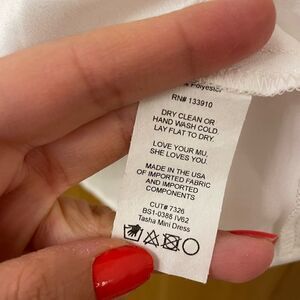 Polyester
RN# 133910
DRY CLEAN OR
HAND WASH COLD.
LAY FLAT TO DRY.
LOVE YOUR MU,
SHE LOVES YOU.
MADE IN THE USA
OF IMPORTED FABRIC
AND IMPORTED
COMPONENTS
CUT# 7326
BS1-0388 IV62
Tasha Mini Dress